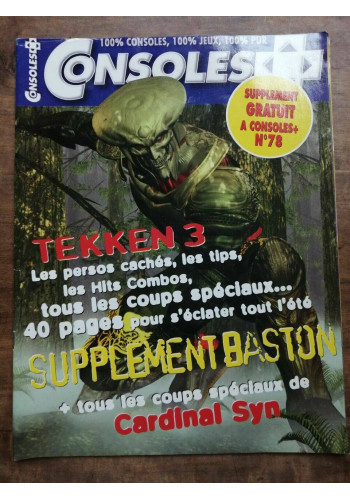 100% CONSOLES, 100% JEUX, 100% PUR
CONSOLES+
CONSOLES+
SUPPLEMENT
GRATUIT
A CONSOLES+
N°78
TEKKEN 3
Les persos cachés, les tips,
les Hits Combos,
tous les coups spéciaux...
40 pages pour s'éclater tout l'été
SUPPLEMENT BASTON
+ tous les coups spéciaux de
Cardinal Syn